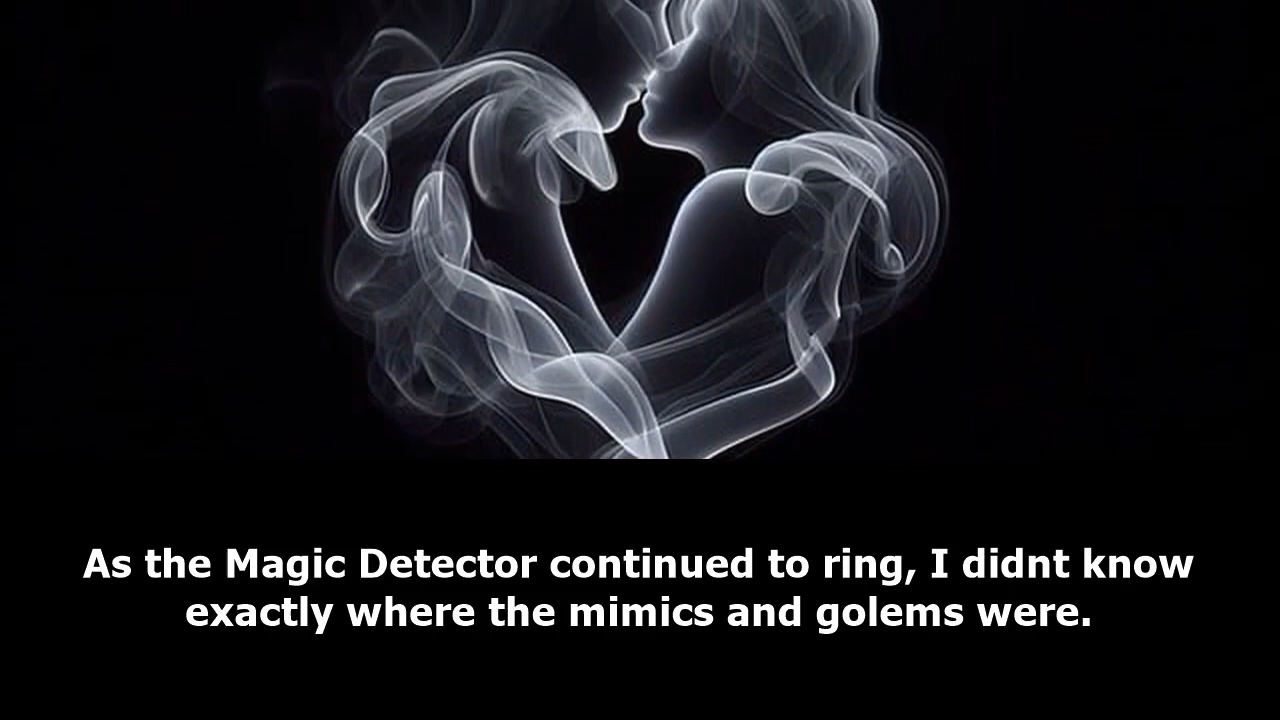 As the Magic Detector continued to ring, I didnt know
exactly where the mimics and golems were.